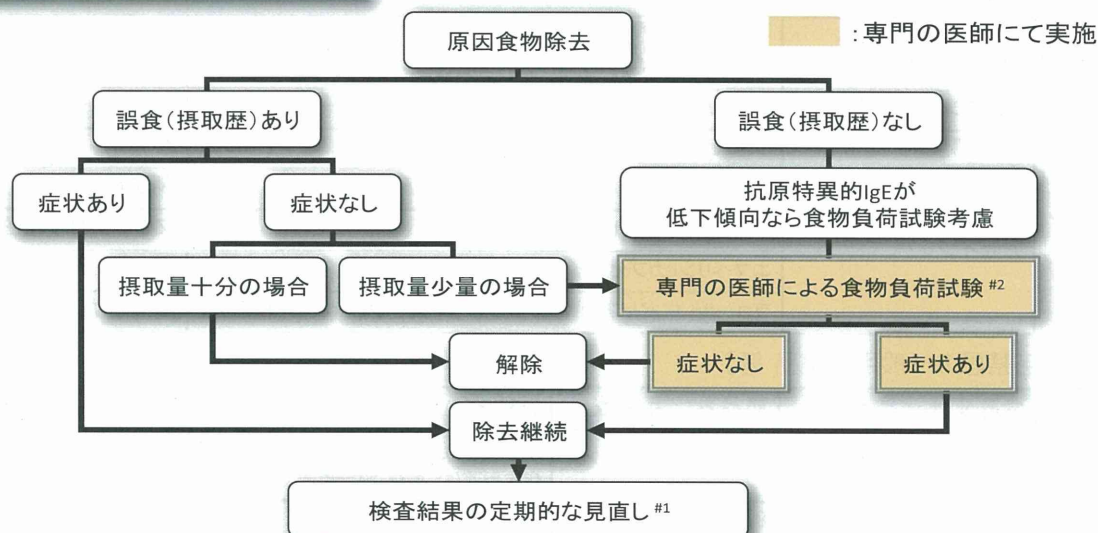 原因食物除去
:専門の医師にて実施
誤食(摂取歴)あり
誤食(摂取歴)なし
症状あり
症状なし
抗原特異的IgEが
低下傾向なら食物負荷試験考慮
摂取量十分の場合
摂取量少量の場合
専門の医師による食物負荷試験 #2
解除
症状なし
症状あり
除去継続
検査結果の定期的な見直し #1